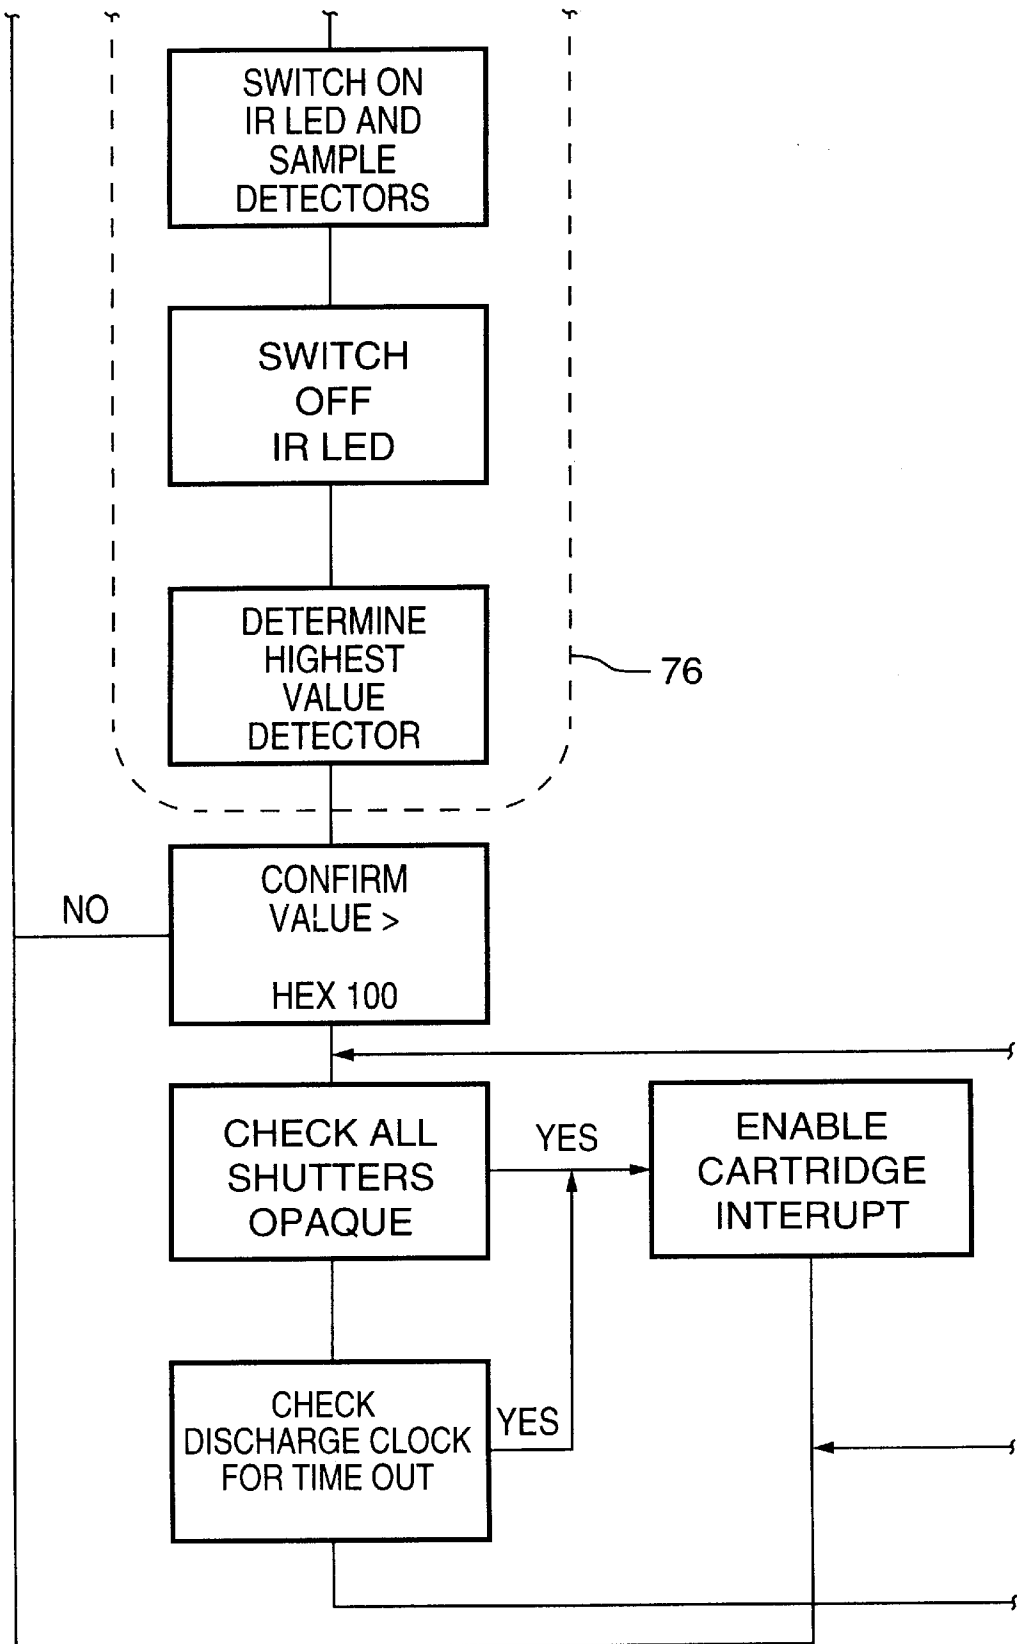 SWITCH ON
IR LED AND
SAMPLE
DETECTORS
SWITCH
OFF
IR LED
DETERMINE
HIGHEST
VALUE
DETECTOR
76
CONFIRM
VALUE >
HEX 100
NO
CHECK ALL
SHUTTERS
OPAQUE
YES
ENABLE
CARTRIDGE
INTERUPT
CHECK
DISCHARGE CLOCK
FOR TIME OUT
YES